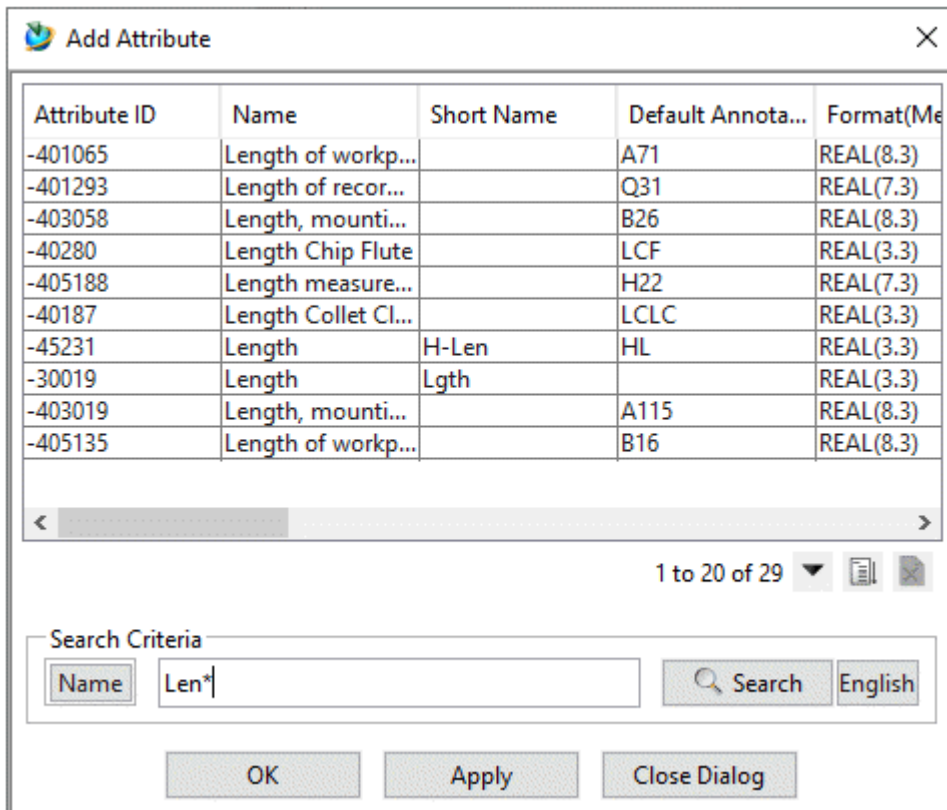 Add Attribute
Attribute ID Name Short Name Default Annota... Format(Me
-401065 Length of workp... A71 REAL(8.3)
-401293 Length of recor... Q31 REAL(7.3)
-403058 Length, mounti... B26 REAL(8.3)
-40280 Length Chip Flute LCF REAL(3.3)
-405188 Length measure... H22 REAL(7.3)
-40187 Length Collet Cl... LCLC REAL(3.3)
-45231 Length H-Len HL REAL(3.3)
-30019 Length Lgth REAL(3.3)
-403019 Length, mounti... A115 REAL(8.3)
-405135 Length of workp... B16 REAL(8.3)
1 to 20 of 29
Search Criteria
Name Len* Search English
OK Apply Close Dialog